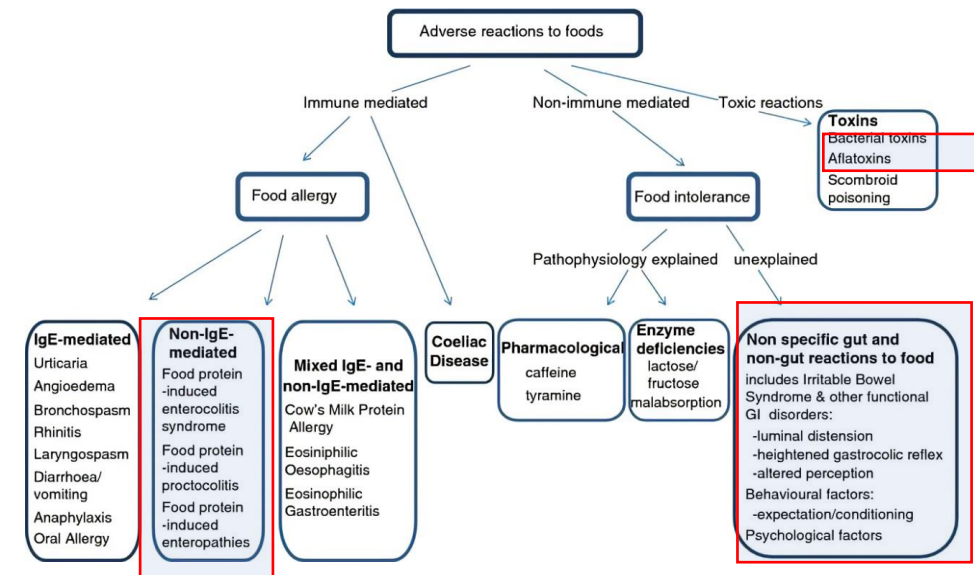 Adverse reactions to foods
Immune mediated
Non-immune mediated
Toxic reactions
Toxins
Bacterial toxins
Aflatoxins
Scombroid
poisoning
Food allergy
Food intolerance
Pathophysiology explained
unexplained
IgE-mediated
Urticaria
Angioedema
Bronchospasm
Rhinitis
Laryngospasm
Diarrhoea/
vomiting
Anaphylaxis
Oral Allergy
Non-IgE-
mediated
Food protein
-induced
enterocolitis
syndrome
Food protein
-induced
proctocolitis
Food protein
-induced
enteropathies
Mixed IgE- and
non-IgE-mediated
Cow's Milk Protein
Allergy
Eosiniphilic
Oesophagitis
Eosinophilic
Gastroenteritis
Coeliac
Disease
Pharmacological
caffeine
tyramine
Enzyme
deficiencies
lactose/
fructose
malabsorption
Non specific gut and
non-gut reactions to food
includes Irritable Bowel
Syndrome & other functional
GI disorders:
-luminal distension
-heightened gastrocolic reflex
-altered perception
Behavioural factors:
-expectation/conditioning
Psychological factors